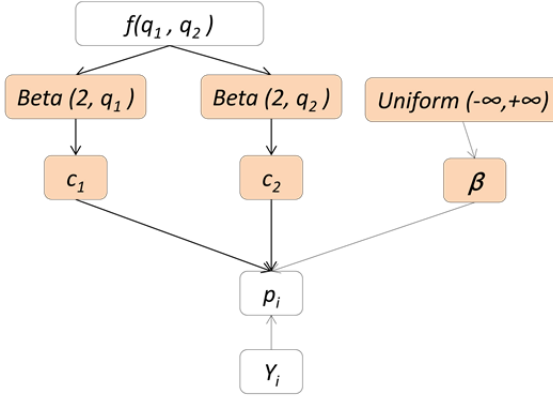 f(q₁ , q₂ )
Beta (2, q₁ )
Beta (2, q₂ )
Uniform (-∞,+∞)
c₁
c₂
β
pᵢ
Yᵢ